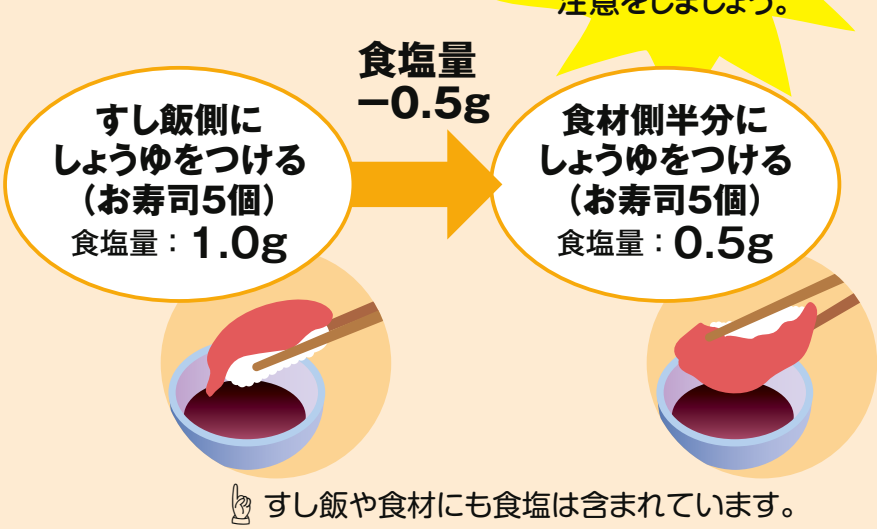 注意をしましょう。
食塩量
−0.5g
すし飯側に
しょうゆをつける
(お寿司5個)
食塩量：1.0g
食材側半分に
しょうゆをつける
(お寿司5個)
食塩量：0.5g
☝ すし飯や食材にも食塩は含まれています。